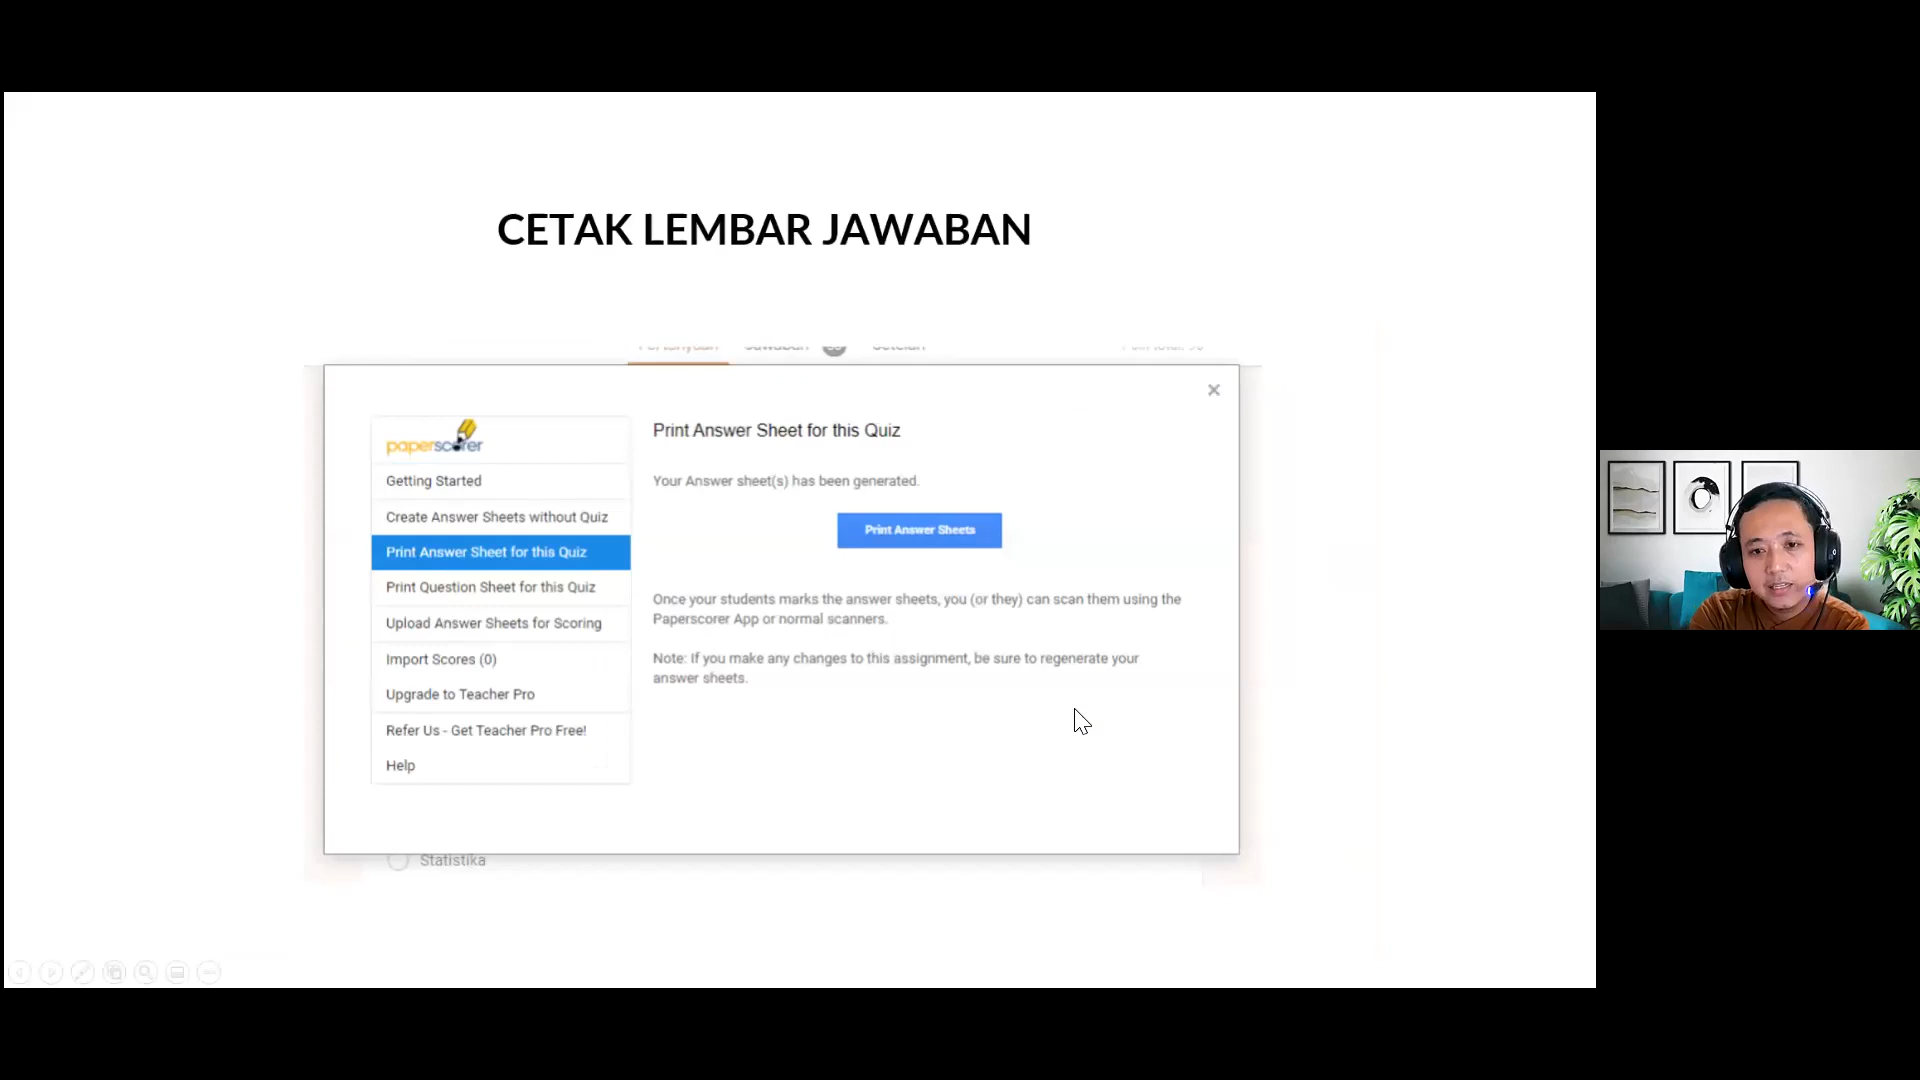 CETAK LEMBAR JAWABAN
Pertanyaan Jawaban Setelan
paperscorer
Getting Started
Create Answer Sheets without Quiz
Print Answer Sheet for this Quiz
Print Question Sheet for this Quiz
Upload Answer Sheets for Scoring
Import Scores (0)
Upgrade to Teacher Pro
Refer Us - Get Teacher Pro Free!
Help
Print Answer Sheet for this Quiz
Your Answer sheet(s) has been generated.
Print Answer Sheets
Once your students marks the answer sheets, you (or they) can scan them using the
Paperscorer App or normal scanners.
Note: If you make any changes to this assignment, be sure to regenerate your
answer sheets.
Statistika